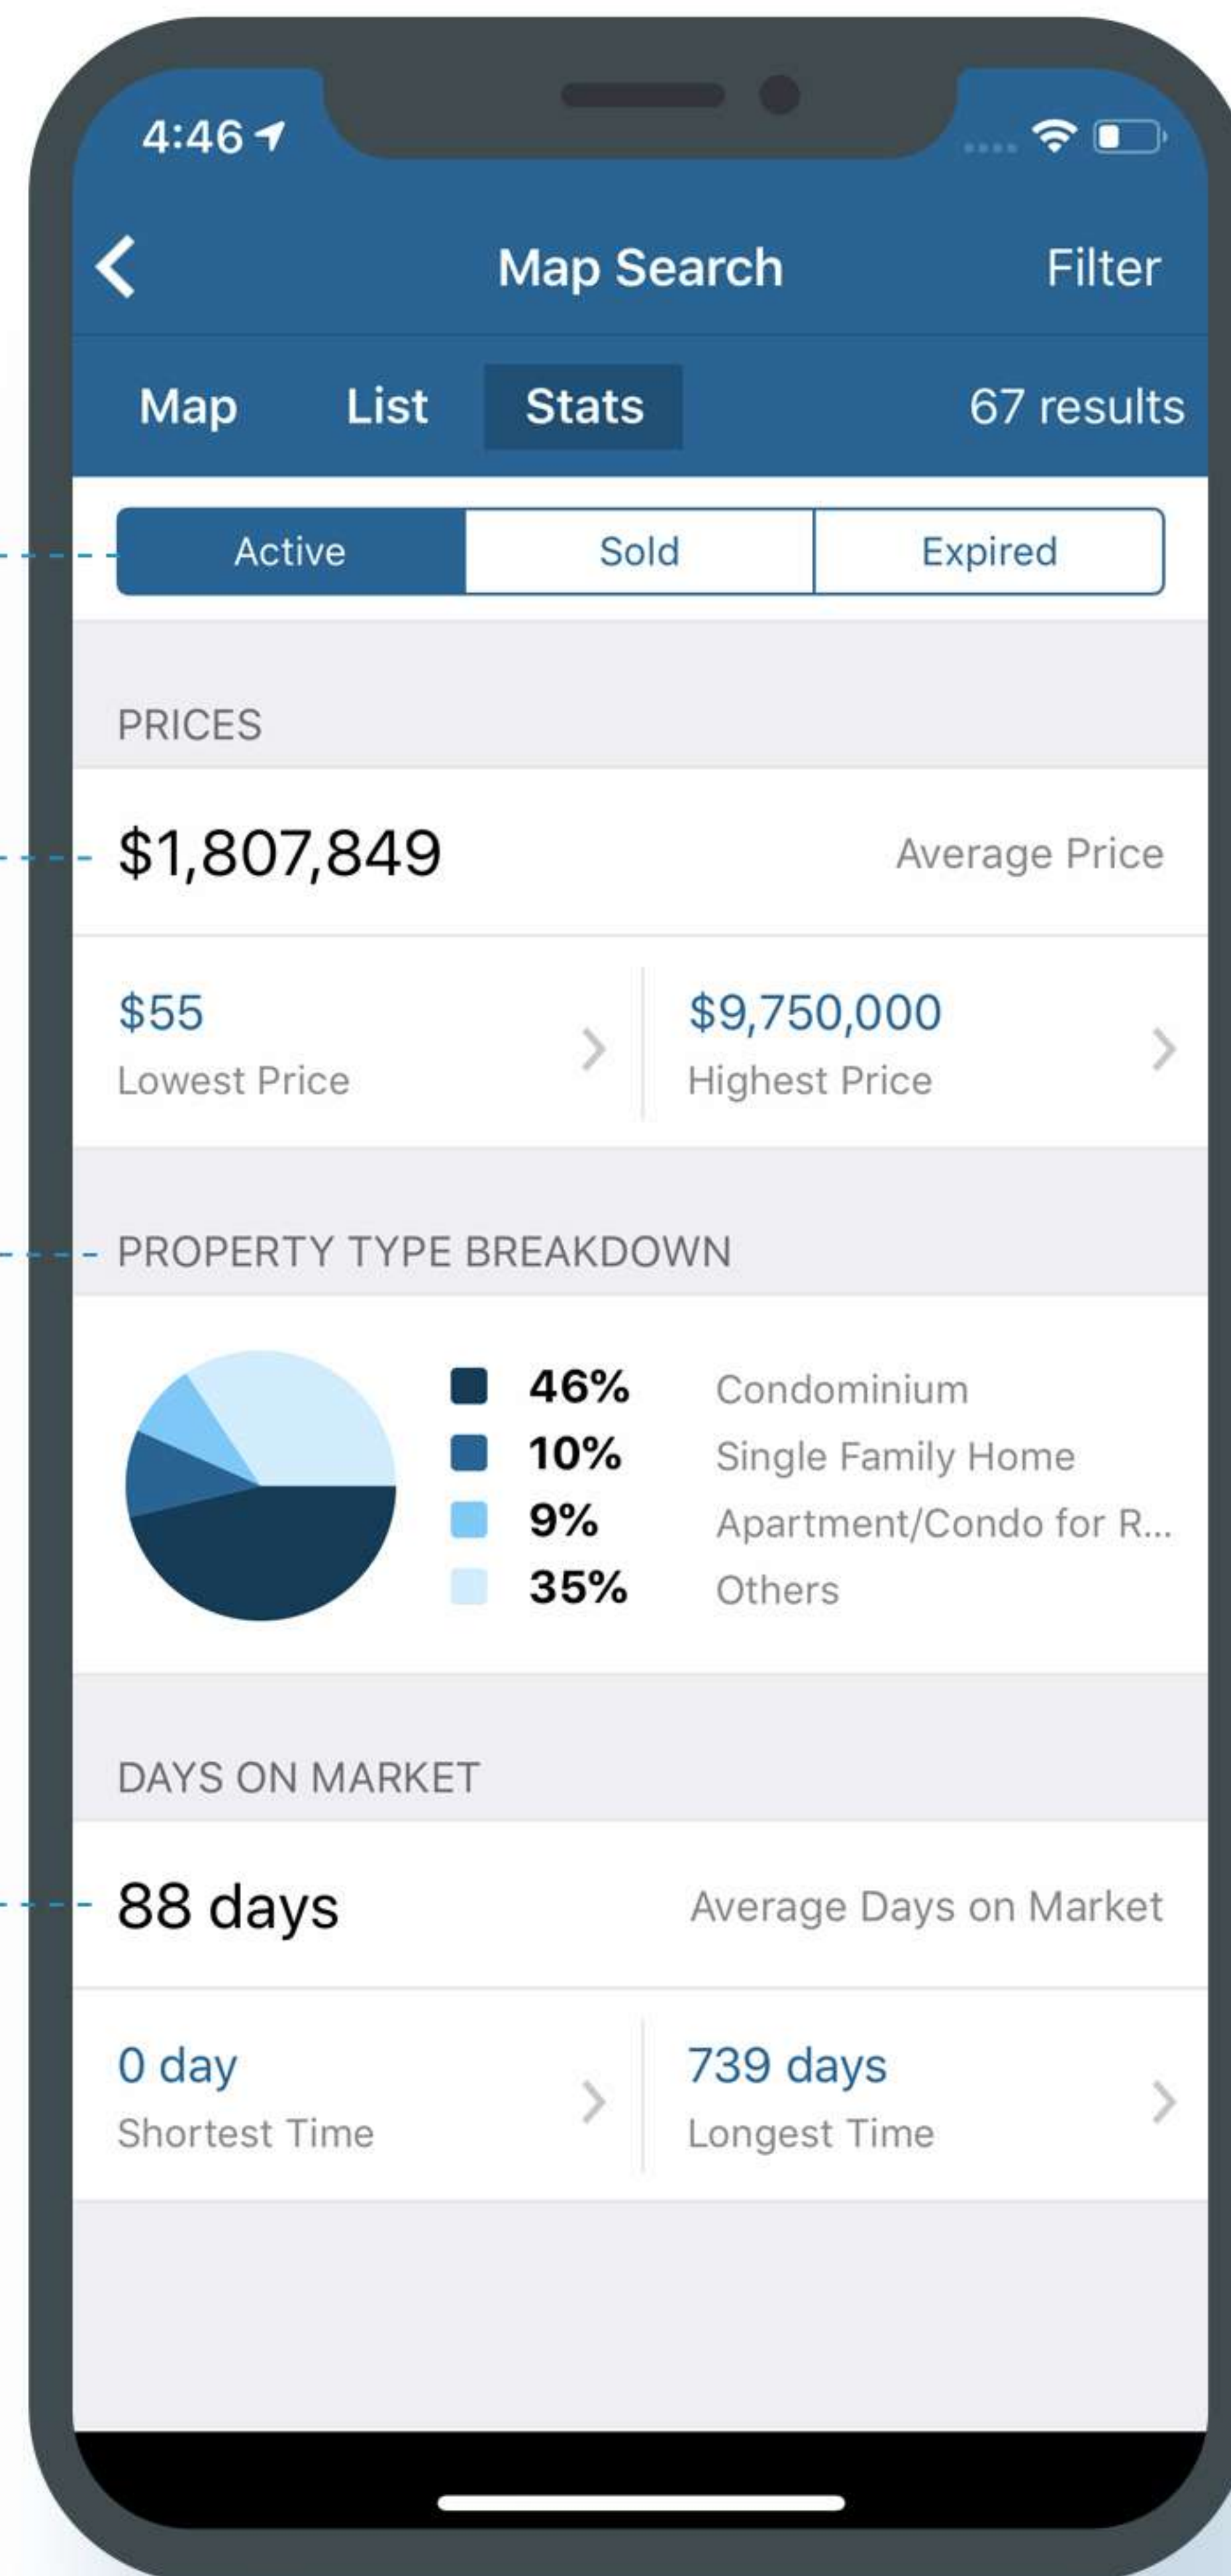 4:46
Map Search Filter
Map List Stats 67 results
Active Sold Expired
PRICES
$1,807,849 Average Price
$55 $9,750,000
Lowest Price Highest Price
PROPERTY TYPE BREAKDOWN
46% Condominium
10% Single Family Home
9% Apartment/Condo for R...
35% Others
DAYS ON MARKET
88 days Average Days on Market
0 day 739 days
Shortest Time Longest Time